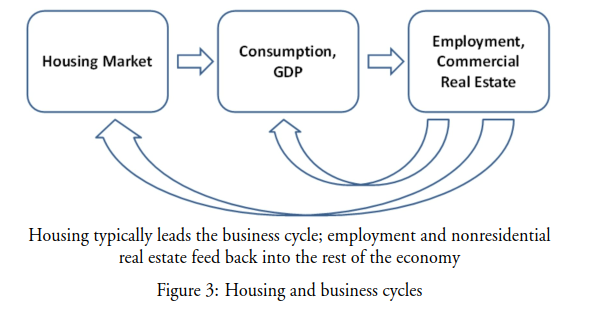 Housing Market
Consumption,
GDP
Employment,
Commercial
Real Estate
Housing typically leads the business cycle; employment and nonresidential
real estate feed back into the rest of the economy
Figure 3: Housing and business cycles